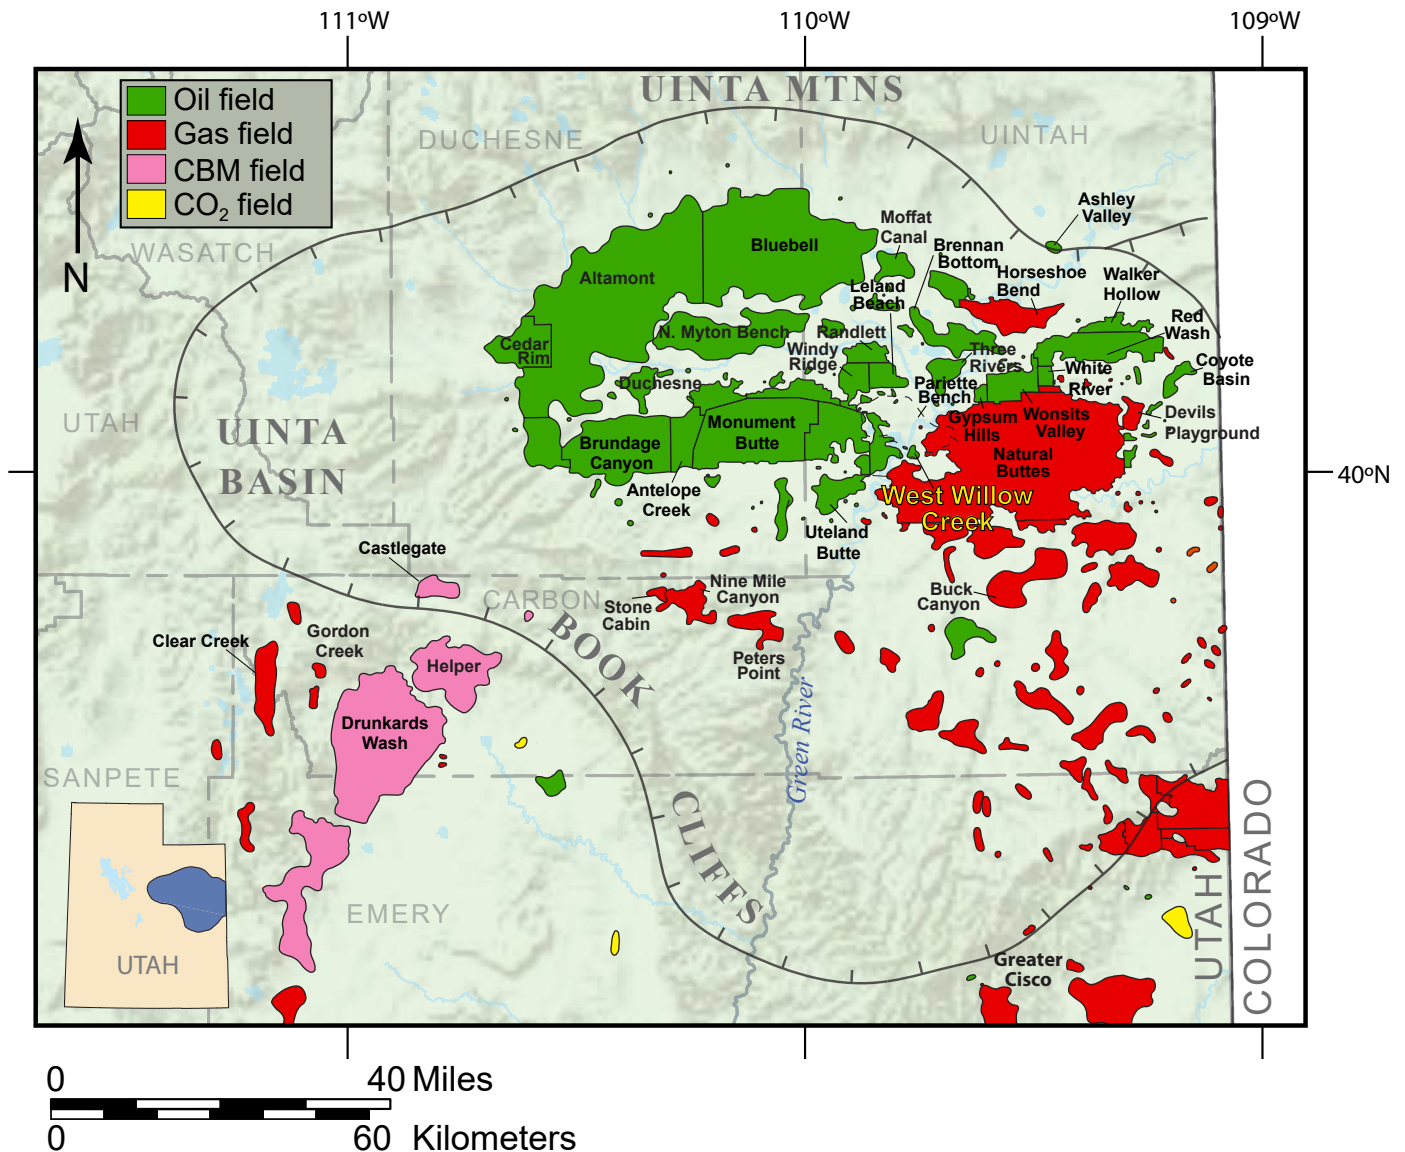 111ºW
110ºW
109ºW
Oil field
Gas field
CBM field
CO2 field
N
UINTA MTNS
DUCHESNE
UINTAH
WASATCH
UTAH
UINTA
BASIN
Ashley
Valley
Moffat
Canal
Brennan
Bottom
Bluebell
Altamont
Leland
Beach
Horseshoe
Bend
Walker
Hollow
Red
Wash
Coyote
Basin
N. Myton Bench
Randlett
Windy
Ridge
Three
Rivers
White
River
Cedar
Rim
Duchesne
Pariette
Bench
Gypsum
Hills
Wonsits
Valley
Devils
Playground
Monument
Butte
Brundage
Canyon
Natural
Buttes
40ºN
Antelope
Creek
West Willow
Creek
Uteland
Butte
Castlegate
CARBON
Nine Mile
Canyon
Stone
Cabin
Buck
Canyon
Peters
Point
Clear Creek
Gordon
Creek
Helper
BOOK
Drunkards
Wash
Green River
SANPETE
CLIFFS
EMERY
UTAH
UTAH
COLORADO
Greater
Cisco
0 40 Miles
0 60 Kilometers